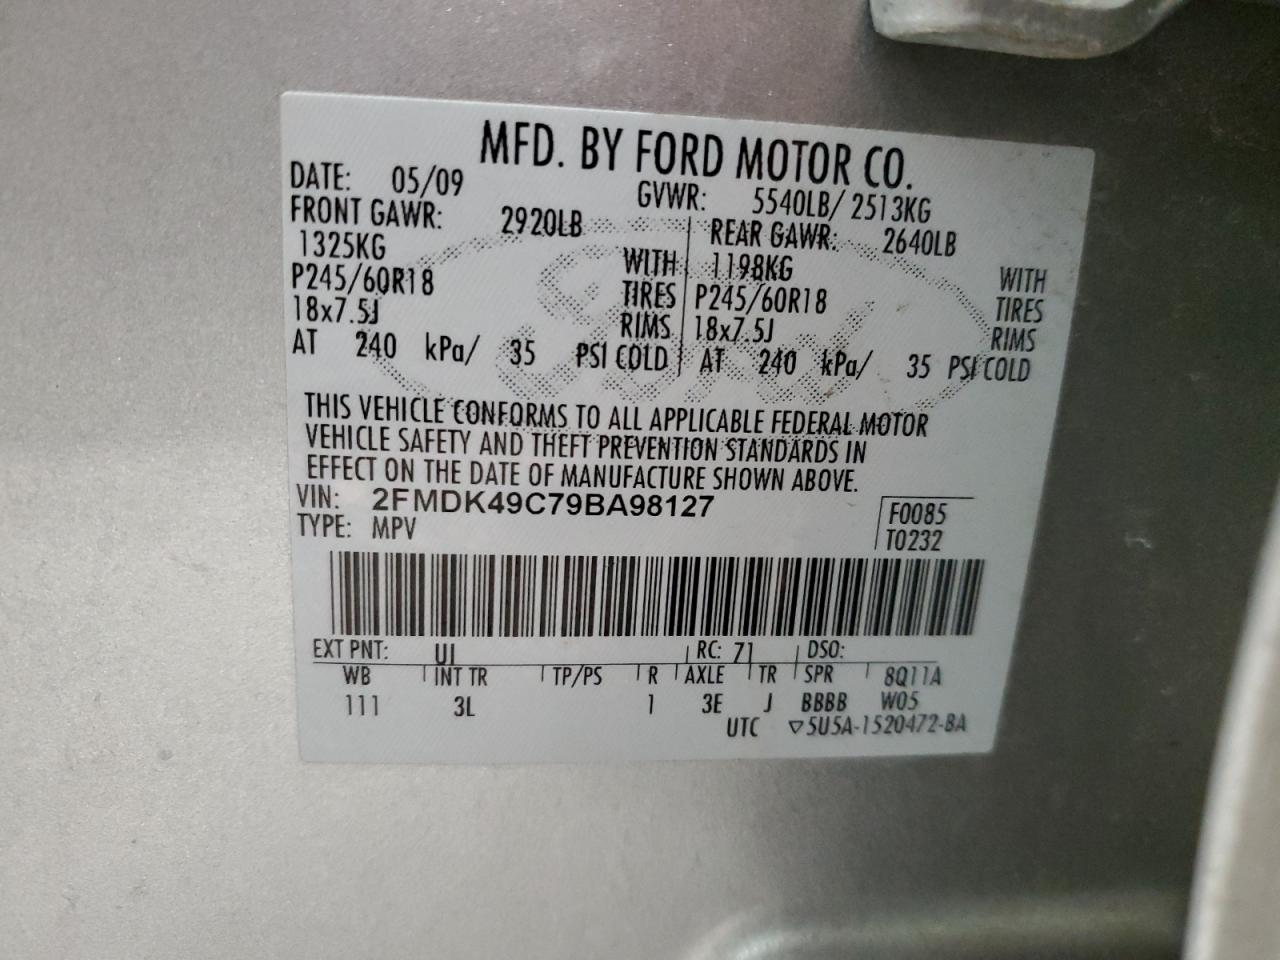 MFD. BY FORD MOTOR CO.
DATE: 05/09 GVWR: 5540LB/ 2513KG
FRONT GAWR: 2920LB REAR GAWR: 2640LB
1325KG WITH 1198KG WITH
P245/60R18 TIRES P245/60R18 TIRES
18x7.5J RIMS 18x7.5J RIMS
AT 240 kPa/ 35 PSI COLD AT 240 kPa/ 35 PSI COLD
THIS VEHICLE CONFORMS TO ALL APPLICABLE FEDERAL MOTOR
VEHICLE SAFETY AND THEFT PREVENTION STANDARDS IN
EFFECT ON THE DATE OF MANUFACTURE SHOWN ABOVE.
VIN: 2FMDK49C79BA98127 F0085
TYPE: MPV T0232
EXT PNT: UI RC: 71 DSO:
WB INT TR TP/PS R AXLE TR SPR 8Q11A
111 3L 1 3E J BBBB W05
UTC ▽5U5A-1520472-BA
Ford